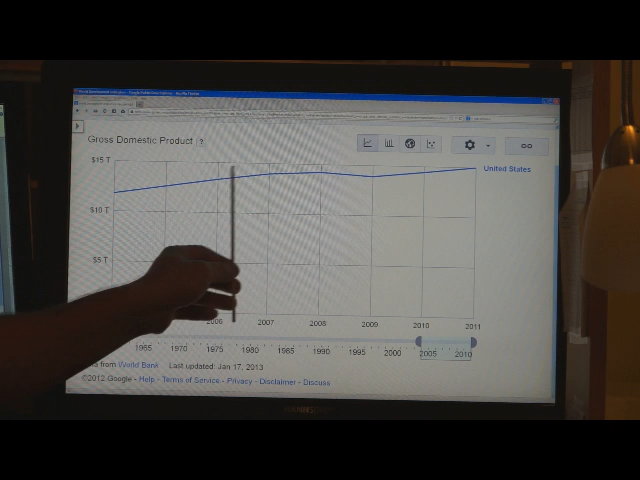 Gross Domestic Product ?
$15 T
United States
$10 T
$5 T
2006 2007 2008 2009 2010 2011
1965 1970 1975 1980 1985 1990 1995 2000 2005 2010
from World Bank Last updated: Jan 17, 2013
©2012 Google - Help - Terms of Service - Privacy - Disclaimer - Discuss